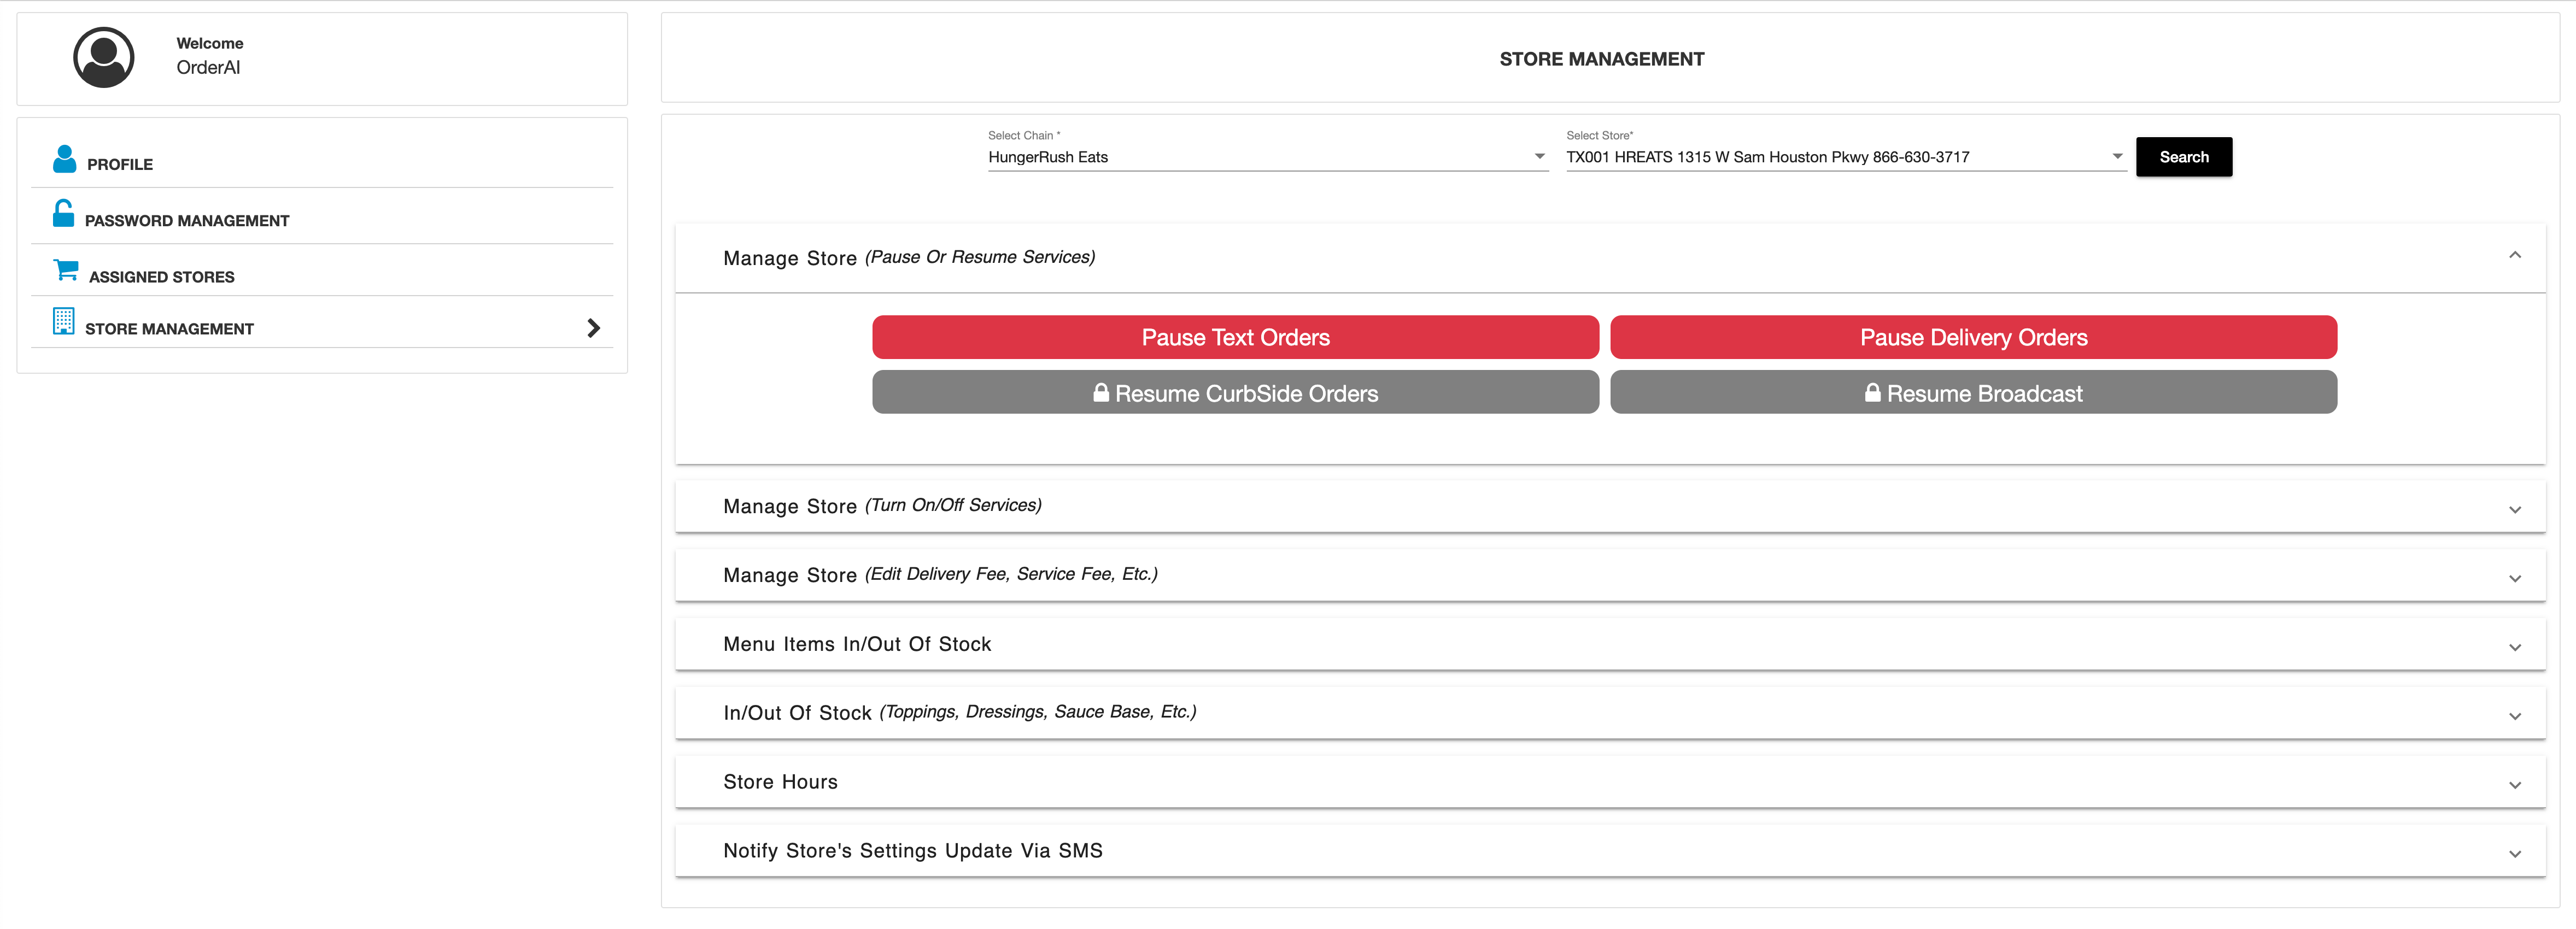 Welcome
OrderAI
PROFILE
PASSWORD MANAGEMENT
ASSIGNED STORES
STORE MANAGEMENT
STORE MANAGEMENT
Select Chain *
HungerRush Eats
Select Store*
TX001 HREATS 1315 W Sam Houston Pkwy 866-630-3717
Search
Manage Store (Pause Or Resume Services)
Pause Text Orders
Pause Delivery Orders
Resume CurbSide Orders
Resume Broadcast
Manage Store (Turn On/Off Services)
Manage Store (Edit Delivery Fee, Service Fee, Etc.)
Menu Items In/Out Of Stock
In/Out Of Stock (Toppings, Dressings, Sauce Base, Etc.)
Store Hours
Notify Store's Settings Update Via SMS